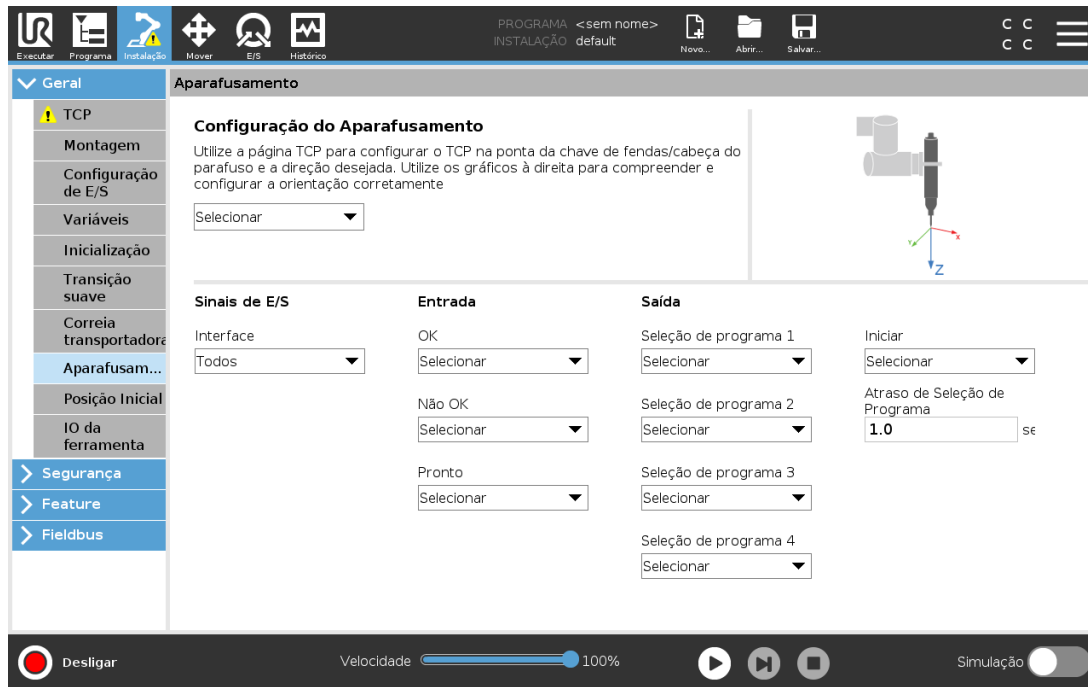 PROGRAMA <sem nome>
INSTALAÇÃO default
C C
C C
Executar Programa Instalação Mover E/S Histórico Novo... Abrir... Salvar...
Geral
TCP
Montagem
Configuração
de E/S
Variáveis
Inicialização
Transição
suave
Correia
transportadora
Aparafusam...
Posição Inicial
IO da
ferramenta
Segurança
Feature
Fieldbus
Aparafusamento
Configuração do Aparafusamento
Utilize a página TCP para configurar o TCP na ponta da chave de fendas/cabeça do
parafuso e a direção desejada. Utilize os gráficos à direita para compreender e
configurar a orientação corretamente
Selecionar
Y X
Z
Sinais de E/S
Interface
Todos
Entrada
OK
Selecionar
Não OK
Selecionar
Pronto
Selecionar
Saída
Seleção de programa 1
Selecionar
Seleção de programa 2
Selecionar
Seleção de programa 3
Selecionar
Seleção de programa 4
Selecionar
Iniciar
Selecionar
Atraso de Seleção de
Programa
1.0 se
Desligar Velocidade 100% Simulação